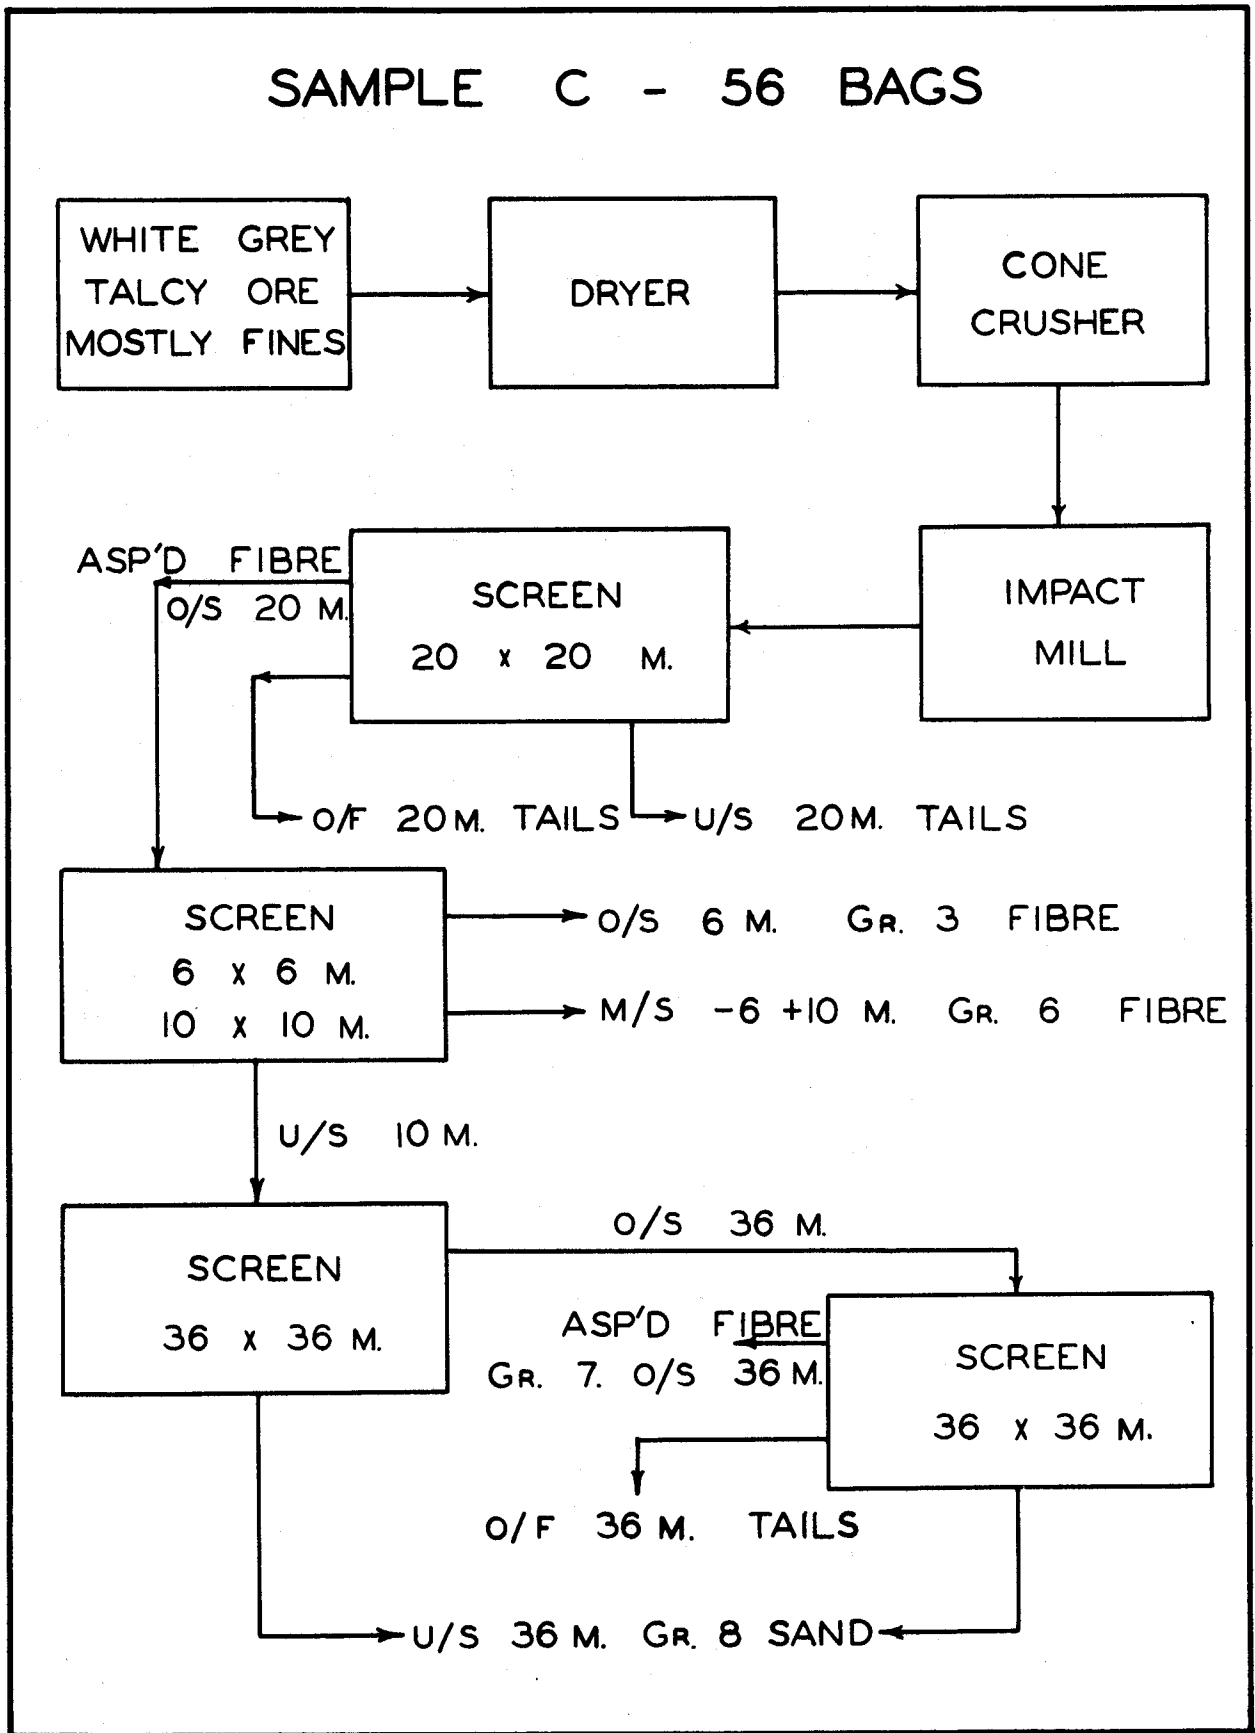 SAMPLE C - 56 BAGS
WHITE GREY
TALCY ORE
MOSTLY FINES
DRYER
CONE
CRUSHER
IMPACT
MILL
SCREEN
20 x 20 M.
ASP'D FIBRE
O/S 20 M.
O/F 20 M. TAILS
U/S 20 M. TAILS
SCREEN
6 x 6 M.
10 x 10 M.
O/S 6 M. GR. 3 FIBRE
M/S -6 +10 M. GR. 6 FIBRE
U/S 10 M.
SCREEN
36 x 36 M.
O/S 36 M.
ASP'D FIBRE
GR. 7. O/S 36 M.
SCREEN
36 x 36 M.
O/F 36 M. TAILS
U/S 36 M. GR. 8 SAND